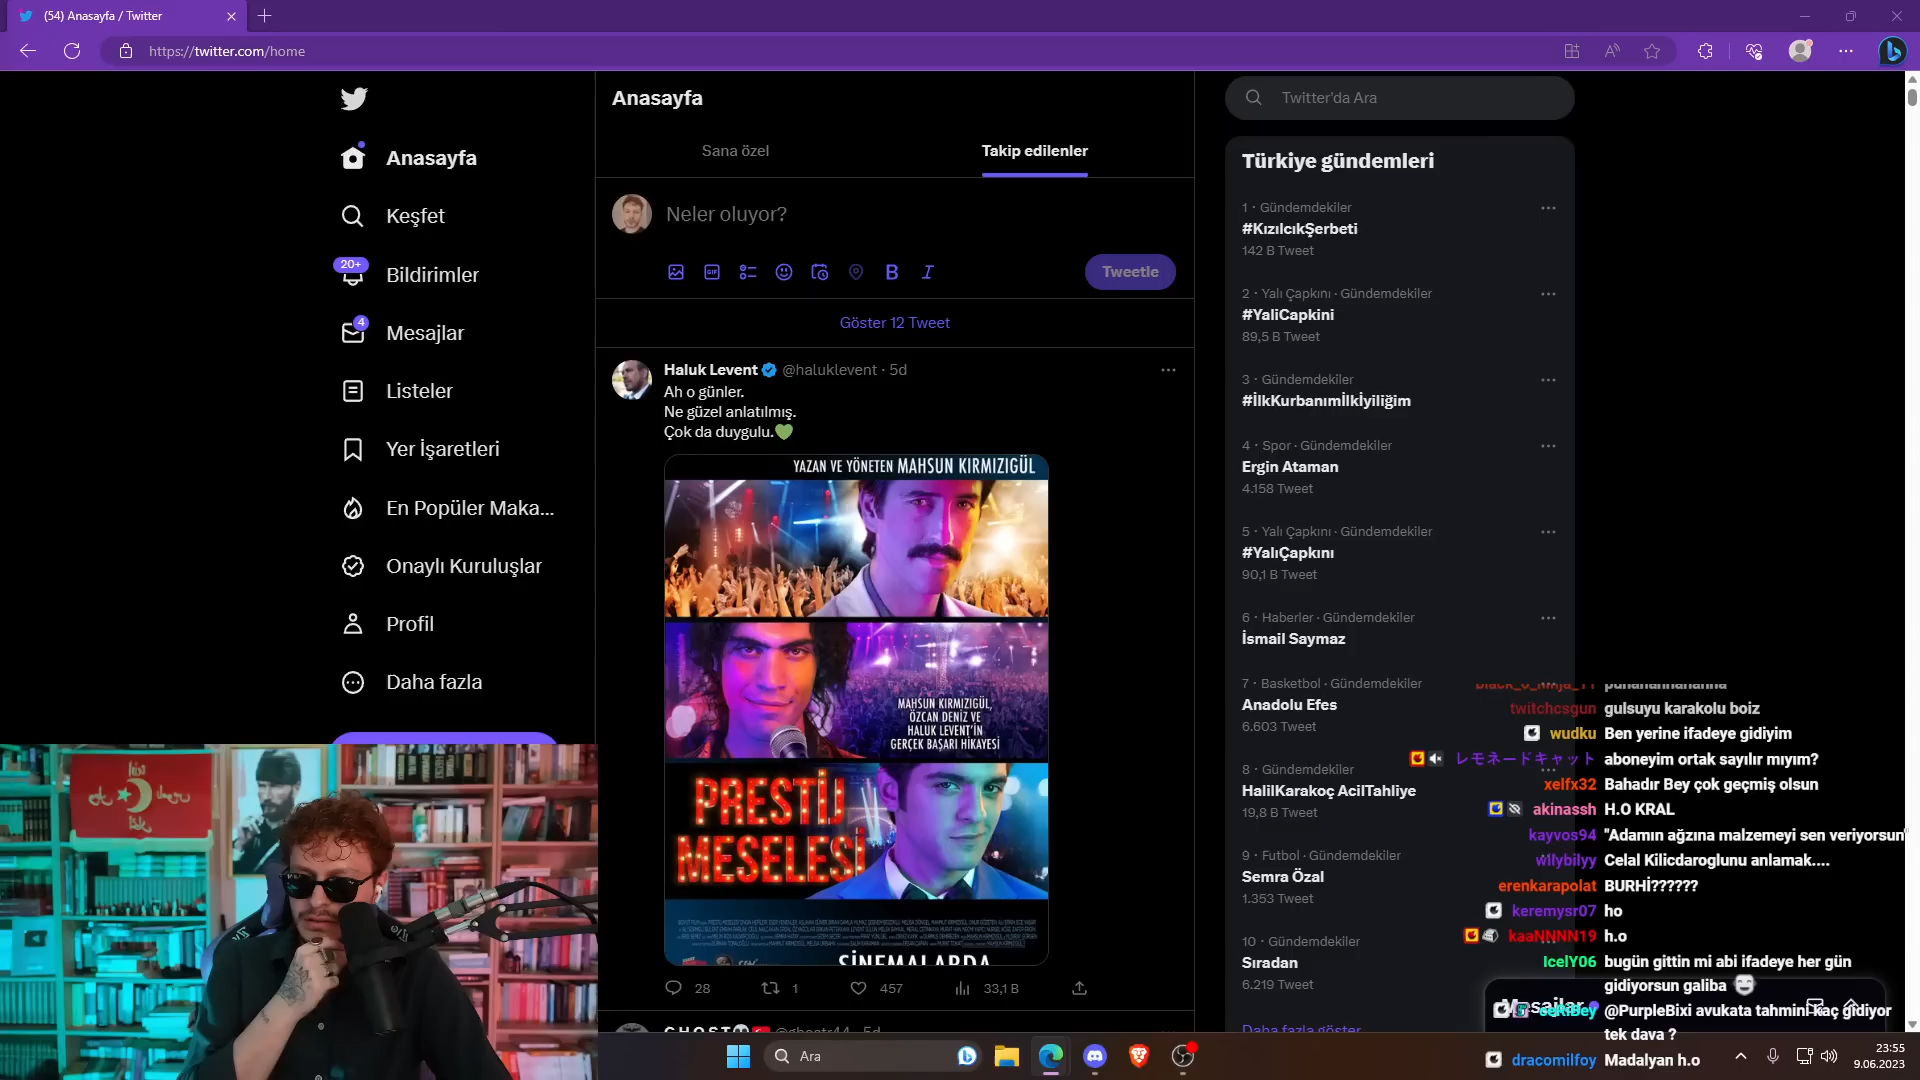 (54) Anasayfa / Twitter
https://twitter.com/home
Anasayfa
Keşfet
20+
Bildirimler
4
Mesajlar
Listeler
Yer İşaretleri
En Popüler Maka...
Onaylı Kuruluşlar
Profil
Daha fazla
Anasayfa
Sana özel
Takip edilenler
Neler oluyor?
GIF
B I
Tweetle
Göster 12 Tweet
Haluk Levent @haluklevent · 5d
Ah o günler.
Ne güzel anlatılmış.
Çok da duygulu.💚
YAZAN VE YÖNETEN MAHSUN KIRMIZIGÜL
MAHSUN KIRMIZIGÜL,
ÖZCAN DENİZ VE
HALUK LEVENT'İN
GERÇEK BAŞARI HİKAYESİ
PRESTİJ
MESELESİ
SİNEMALARDA
28 1 457 33,1 B
@ghostr44 · 5d
Twitter'da Ara
Türkiye gündemleri
1 · Gündemdekiler
#KızılcıkŞerbeti
142 B Tweet
2 · Yalı Çapkını · Gündemdekiler
#YaliCapkini
89,5 B Tweet
3 · Gündemdekiler
#İlkKurbanımİlkİyiliğim
4 · Spor · Gündemdekiler
Ergin Ataman
4.158 Tweet
5 · Yalı Çapkını · Gündemdekiler
#YalıÇapkını
90,1 B Tweet
6 · Haberler · Gündemdekiler
İsmail Saymaz
7 · Basketbol · Gündemdekiler
Anadolu Efes
6.603 Tweet
8 · Gündemdekiler
HalilKarakoç AcilTahliye
19,8 B Tweet
9 · Futbol · Gündemdekiler
Semra Özal
1.353 Tweet
10 · Gündemdekiler
Sıradan
6.219 Tweet
Daha fazla göster
Mesajlar
twitchcsgun gulsuyu karakolu boiz
wudku Ben yerine ifadeye gidiyim
レモネードキャット aboneyim ortak sayılır mıyım?
xelfx32 Bahadır Bey çok geçmiş olsun
akinassh H.O KRAL
kayvos94 "Adamın ağzına malzemeyi sen veriyorsun
wilybilyy Celal Kilicdaroglunu anlamak....
erenkarapolat BURHİ??????
keremysr07 ho
kaaNNNN19 h.o
IcelY06 bugün gittin mi abi ifadeye her gün
gidiyorsun galiba
@PurpleBixi avukata tahmini kaç gidiyor
tek dava ?
dracomilfoy Madalyan h.o
Ara
23:55
9.06.2023